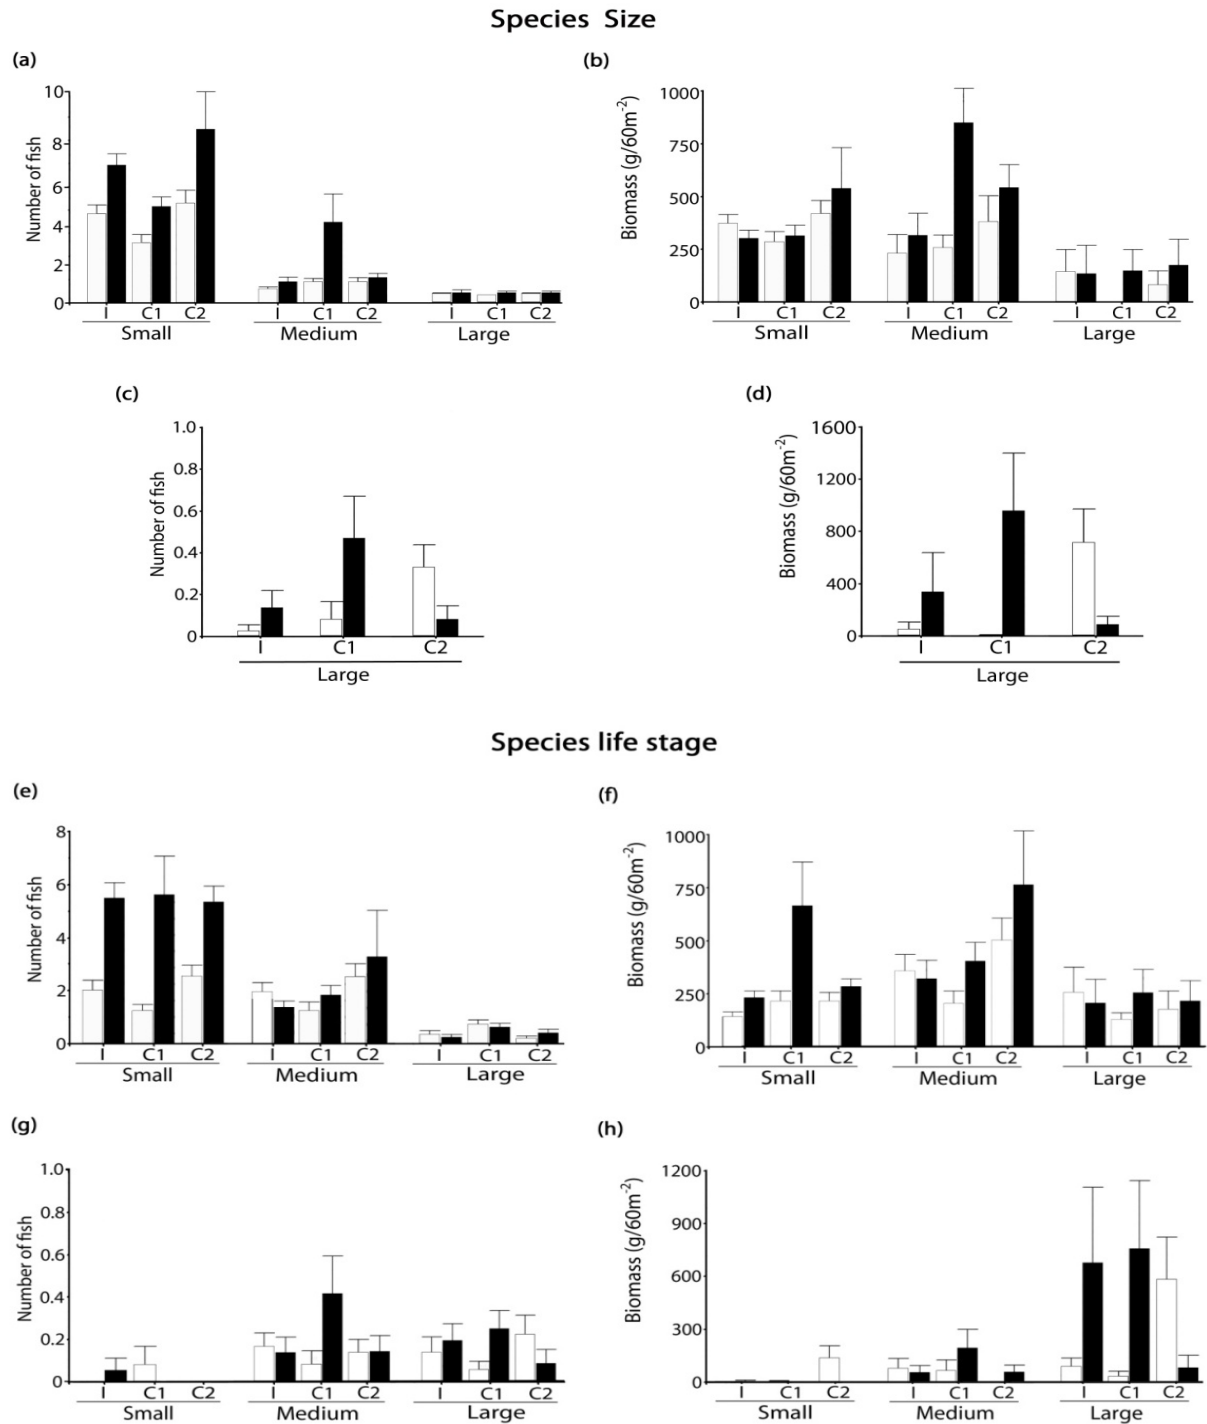 Species Size
(a)
Number of fish
10
8
6
4
2
0
I C1 C2 I C1 C2 I C1 C2
Small Medium Large
(b)
Biomass (g/60m-2)
1000
750
500
250
0
I C1 C2 I C1 C2 I C1 C2
Small Medium Large
(c)
Number of fish
1.0
0.8
0.6
0.4
0.2
0
I C1 C2
Large
(d)
Biomass (g/60m-2)
1600
1200
800
400
0
I C1 C2
Large
Species life stage
(e)
Number of fish
8
6
4
2
0
I C1 C2 I C1 C2 I C1 C2
Small Medium Large
(f)
Biomass (g/60m-2)
1000
750
500
250
0
I C1 C2 I C1 C2 I C1 C2
Small Medium Large
(g)
Number of fish
1.0
0.8
0.6
0.4
0.2
0
I C1 C2 I C1 C2 I C1 C2
Small Medium Large
(h)
Biomass (g/60m-2)
1200
900
600
300
0
I C1 C2 I C1 C2 I C1 C2
Small Medium Large